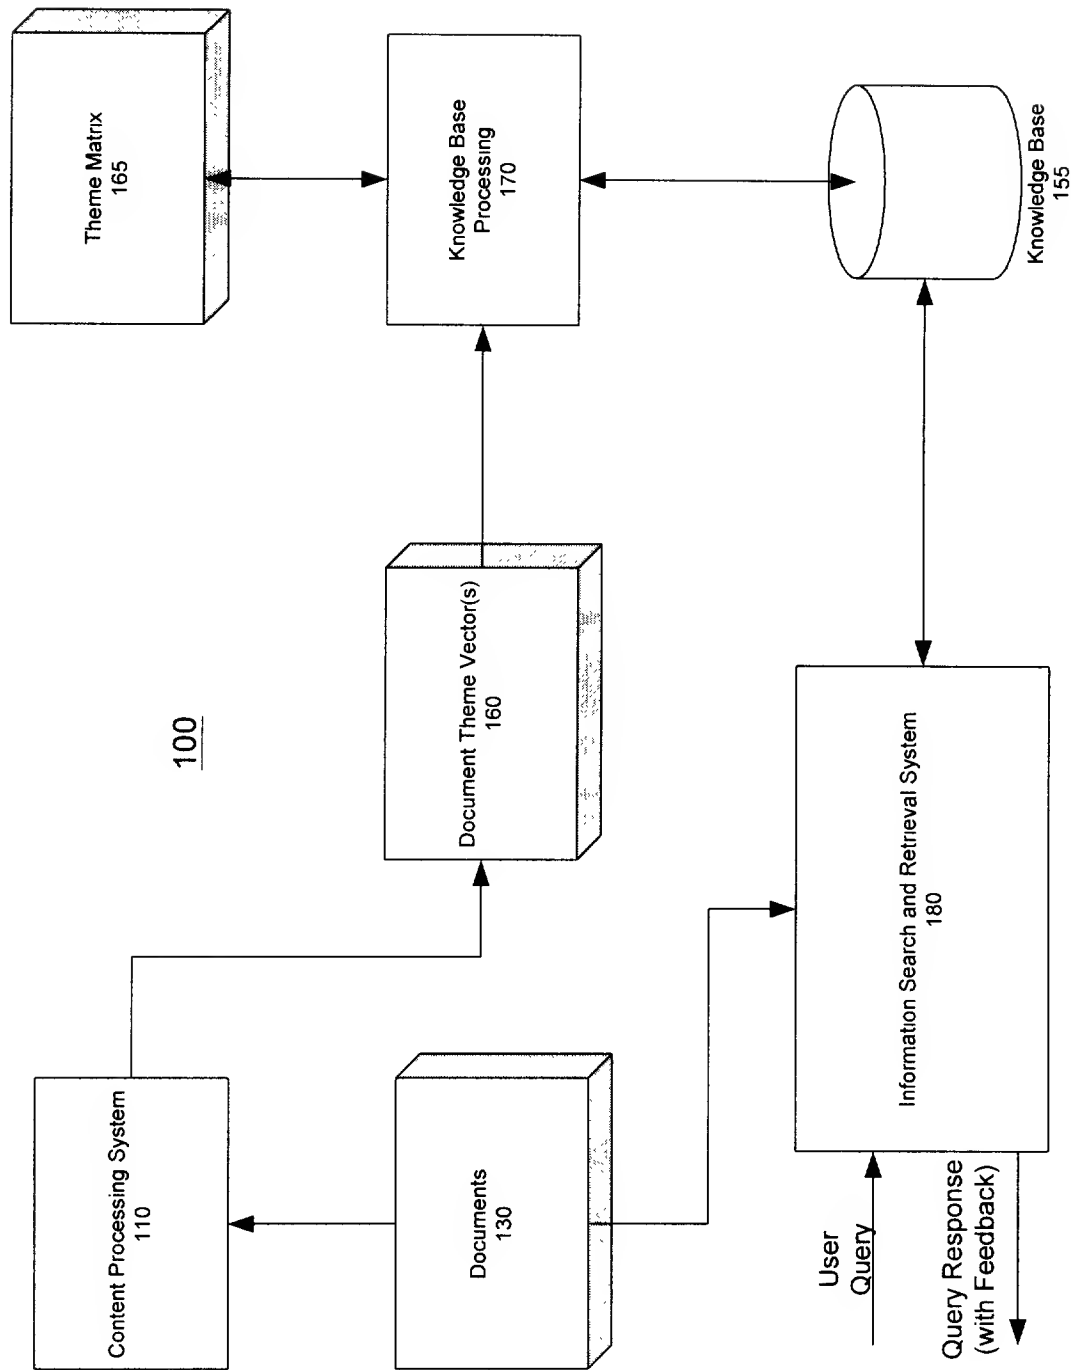 Content Processing System
110
Theme Matrix
165
100
Documents
130
Document Theme Vector(s)
160
Knowledge Base
Processing
170
User
Query
Query Response
(with Feedback)
Information Search and Retrieval System
180
Knowledge Base
155